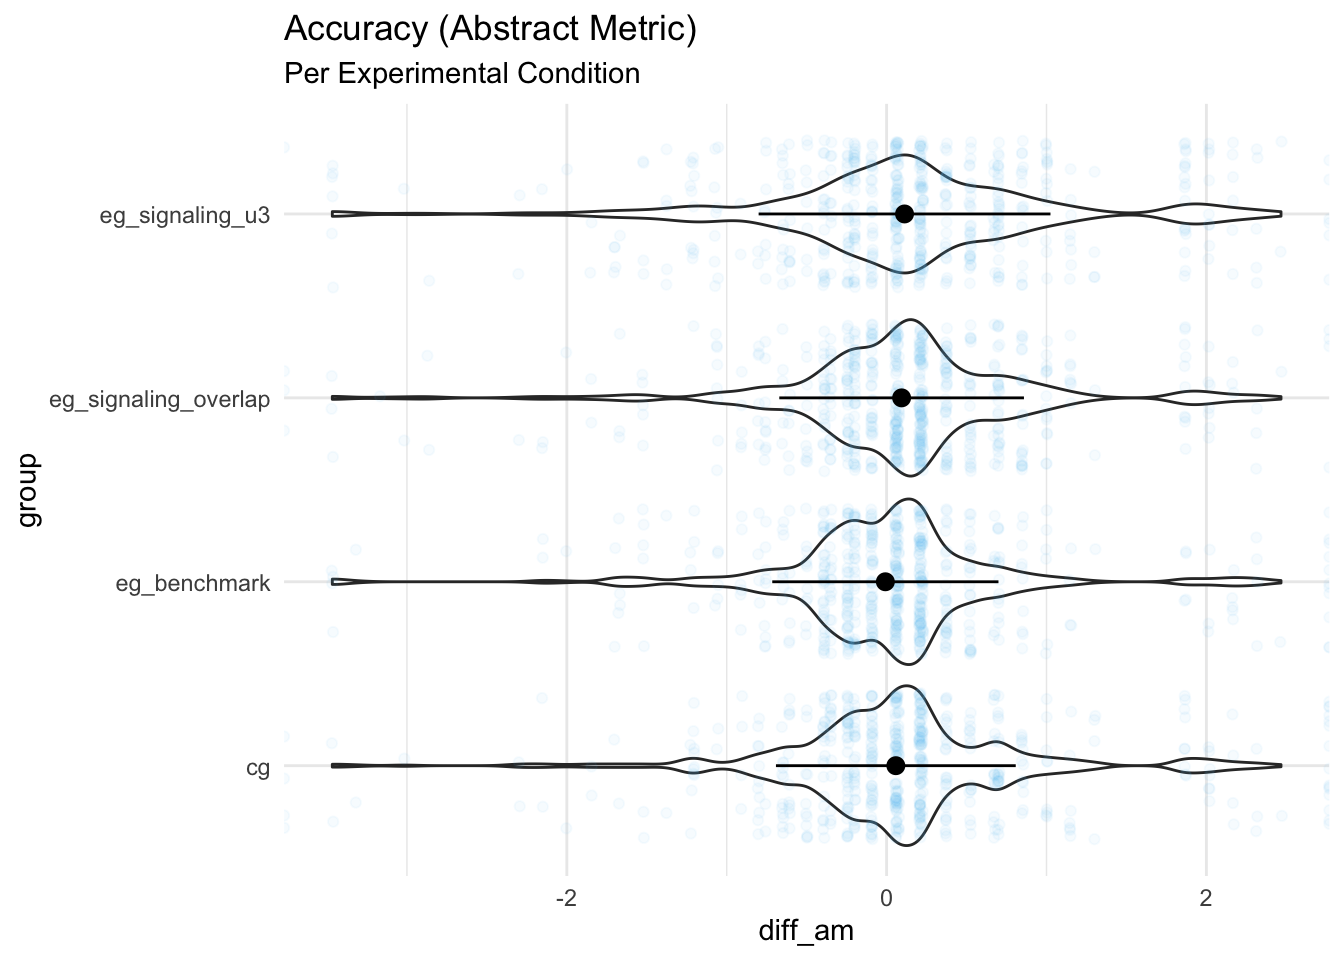 Accuracy (Abstract Metric)
Per Experimental Condition
group
eg_signaling_u3
eg_signaling_overlap
eg_benchmark
cg
-2
0
2
diff_am